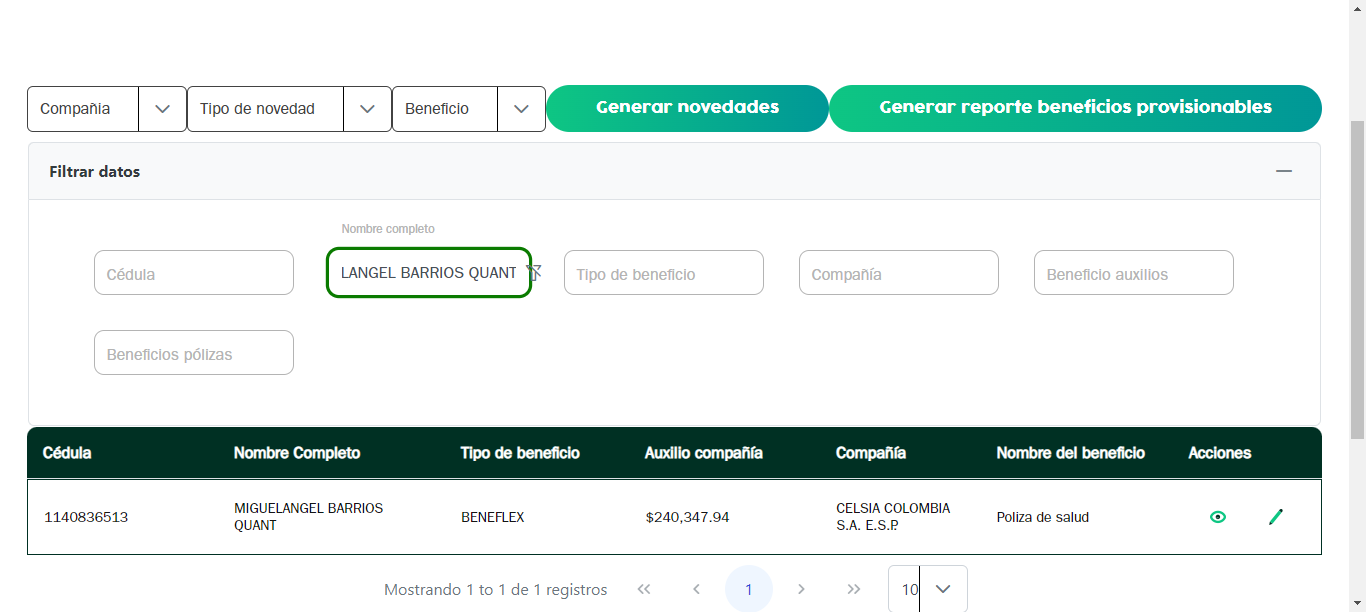 Compañia
Tipo de novedad
Beneficio
Generar novedades
Generar reporte beneficios provisionables
Filtrar datos
Nombre completo
Cédula
LANGEL BARRIOS QUANT
Tipo de beneficio
Compañía
Beneficio auxilios
Beneficios pólizas
Cédula Nombre Completo Tipo de beneficio Auxilio compañía Compañía Nombre del beneficio Acciones
1140836513
MIGUELANGEL BARRIOS
QUANT
BENEFLEX
$240,347.94
CELSIA COLOMBIA
S.A. E.S.P.
Poliza de salud
Mostrando 1 to 1 de 1 registros
1
10